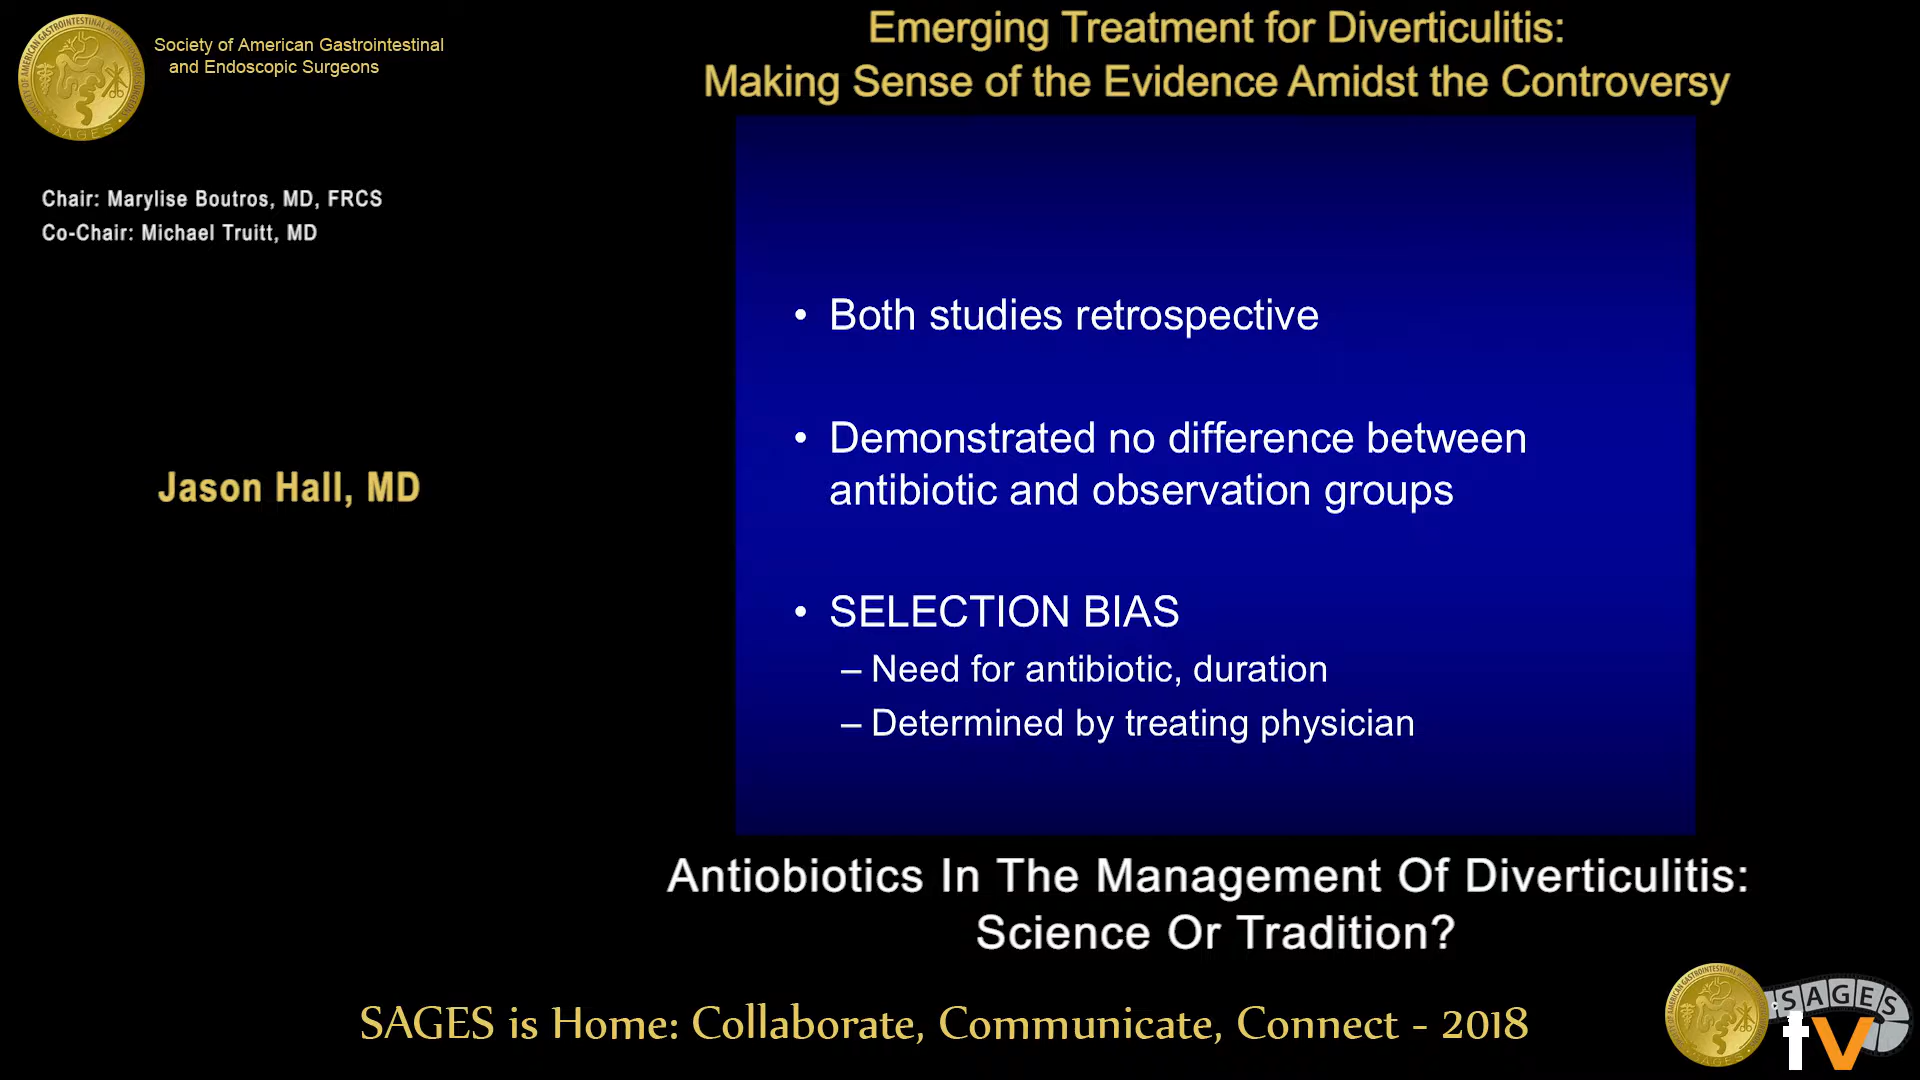 Society of American Gastrointestinal
and Endoscopic Surgeons
Emerging Treatment for Diverticulitis:
Making Sense of the Evidence Amidst the Controversy
Chair: Marylise Boutros, MD, FRCS
Co-Chair: Michael Truitt, MD
Jason Hall, MD
• Both studies retrospective
• Demonstrated no difference between
antibiotic and observation groups
• SELECTION BIAS
– Need for antibiotic, duration
– Determined by treating physician
Antiobiotics In The Management Of Diverticulitis:
Science Or Tradition?
SAGES is Home: Collaborate, Communicate, Connect - 2018
SAGES
tv